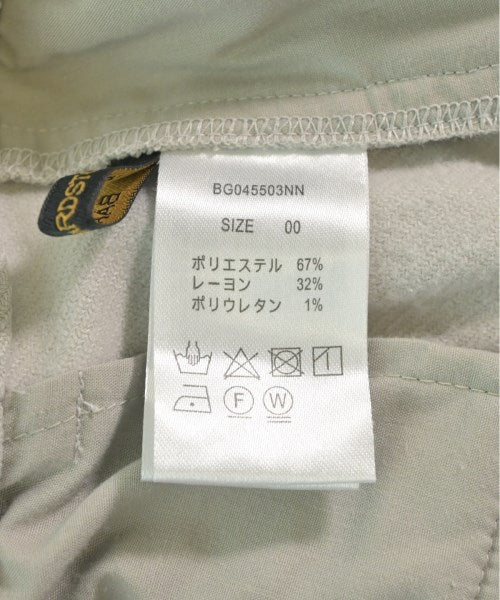 BG045503NN
SIZE 00
ポリエステル 67%
レーヨン 32%
ポリウレタン 1%
F W